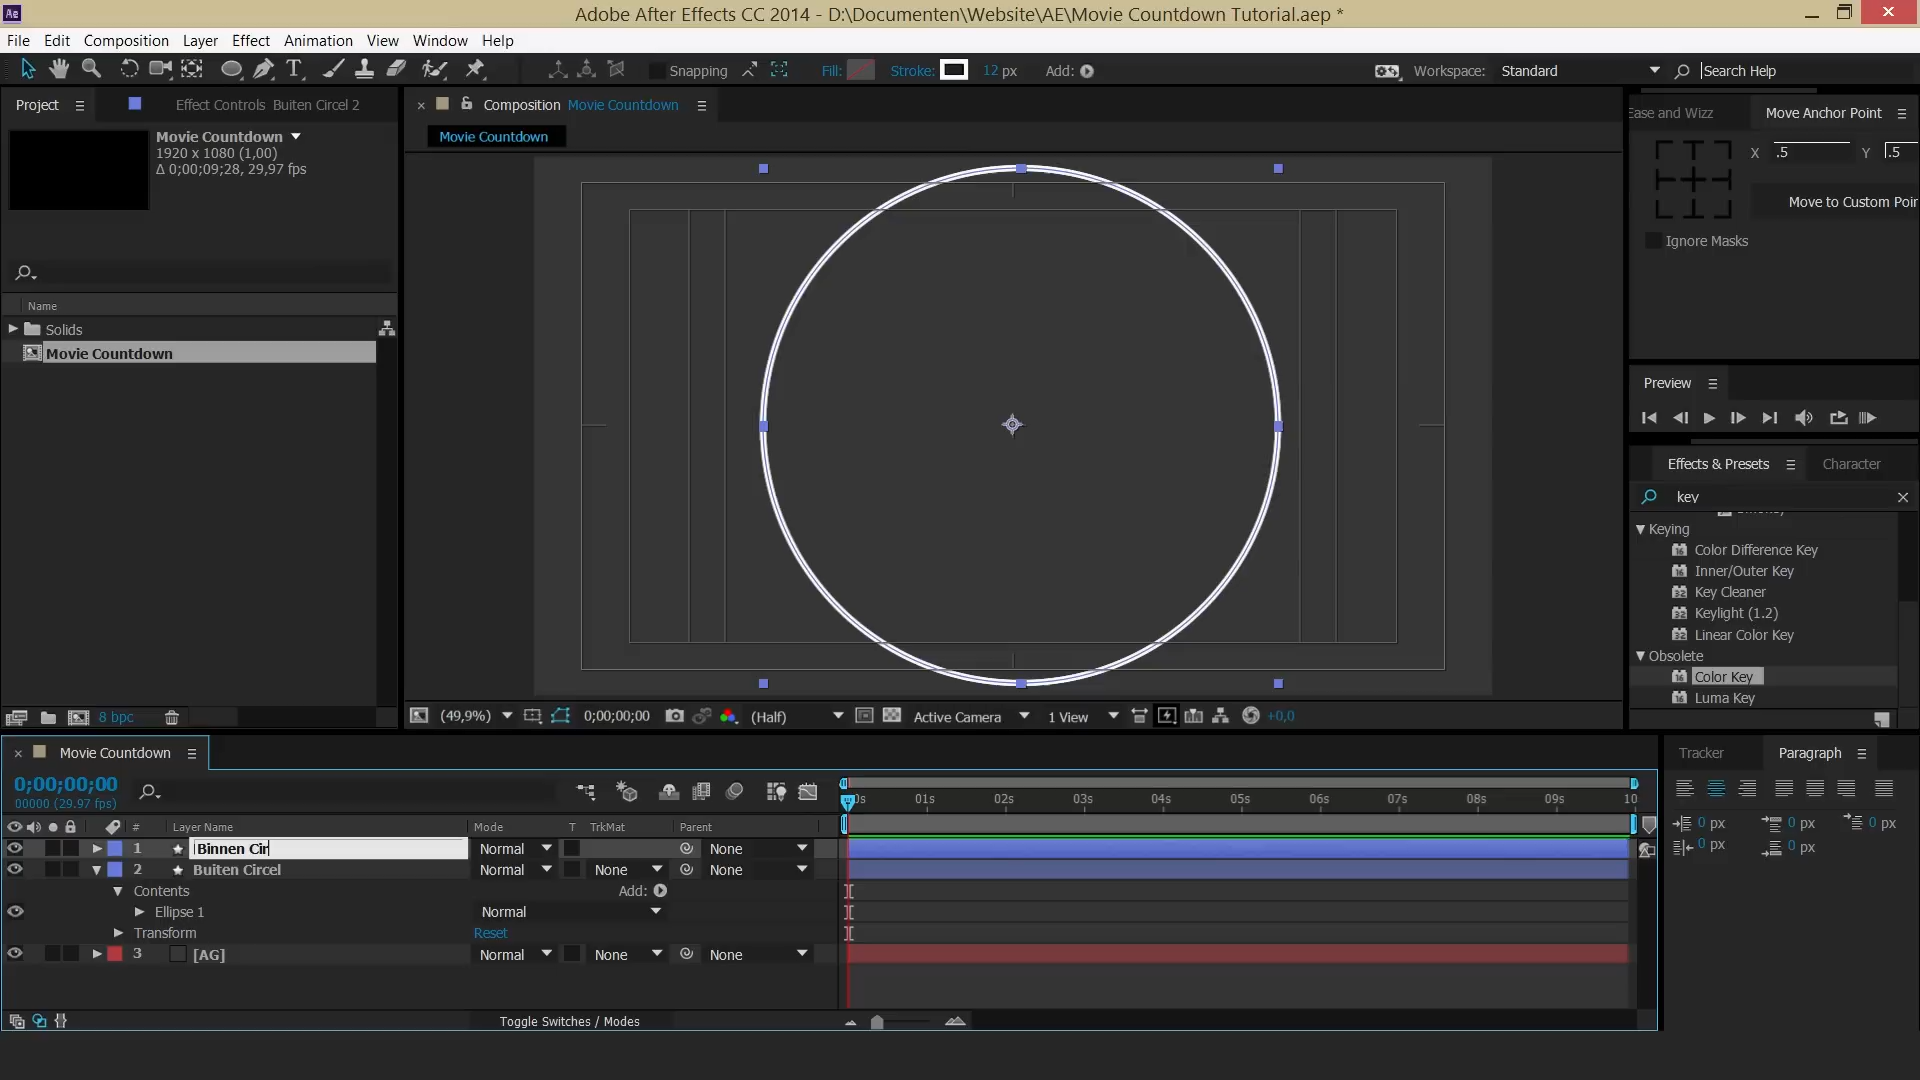 Ae Adobe After Effects CC 2014 - D:\Documenten\Website\AE\Movie Countdown Tutorial.aep *
File Edit Composition Layer Effect Animation View Window Help
Snapping Fill: Stroke: 12 px Add: Workspace: Standard Search Help
Project Effect Controls Buiten Circel 2
Movie Countdown
1920 x 1080 (1,00)
Δ 0;00;09;28, 29,97 fps
Name
Solids
Movie Countdown
8 bpc
Composition Movie Countdown
Movie Countdown
(49,9%) 0;00;00;00 (Half) Active Camera 1 View +0,0
Ease and Wizz Move Anchor Point
X .5 Y .5
Move to Custom Poir
Ignore Masks
Preview
Effects & Presets Character
key
Keying
Color Difference Key
Inner/Outer Key
Key Cleaner
Keylight (1.2)
Linear Color Key
Obsolete
Color Key
Luma Key
Movie Countdown
0;00;00;00
00000 (29.97 fps)
0s 01s 02s 03s 04s 05s 06s 07s 08s 09s 10
# Layer Name Mode T TrkMat Parent
1 Binnen Cir Normal None
2 Buiten Circel Normal None None
Contents Add:
Ellipse 1 Normal
Transform Reset
3 [AG] Normal None None
Toggle Switches / Modes
Tracker Paragraph
0 px 0 px 0 px
0 px 0 px